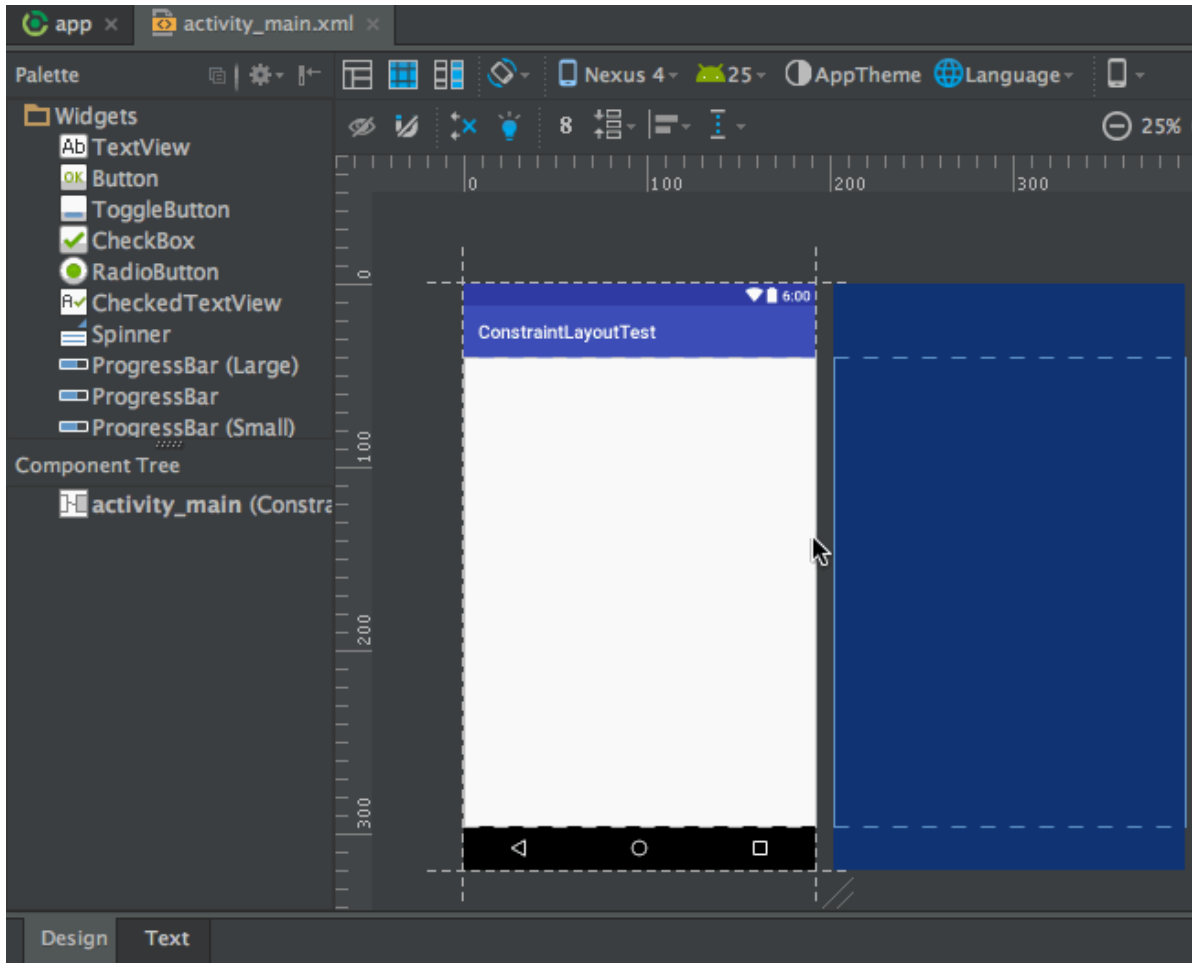 app activity_main.xml
Palette Nexus 4 25 AppTheme Language
Widgets
8 25%
Ab TextView
OK Button
ToggleButton
CheckBox
RadioButton
CheckedTextView
Spinner
ProgressBar (Large)
ProgressBar
ProgressBar (Small)
Component Tree
activity_main (Constra
0 100 200 300
0
100
200
300
6:00
ConstraintLayoutTest
Design Text